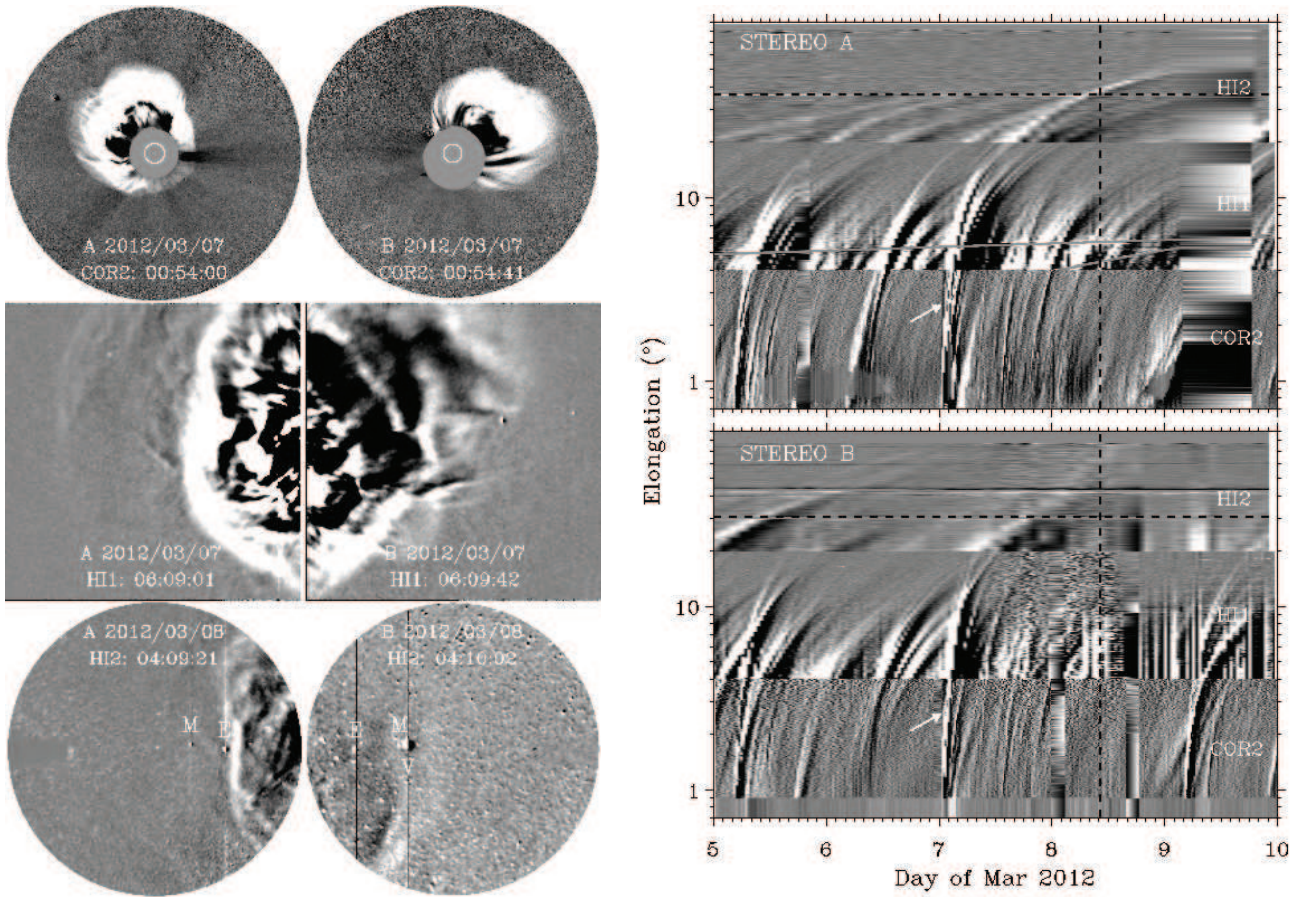 A 2012/03/07
COR2: 00:54:00
B 2012/03/07
COR2: 00:54:41
A 2012/03/07
HI1: 06:09:01
B 2012/03/07
HI1: 06:09:42
A 2012/03/08
HI2: 04:09:21
M
E
B 2012/03/08
HI2: 04:10:02
E
M
V
Elongation (°)
STEREO A
HI2
10
HI1
COR2
1
STEREO B
HI2
10
HI1
COR2
1
5 6 7 8 9 10
Day of Mar 2012